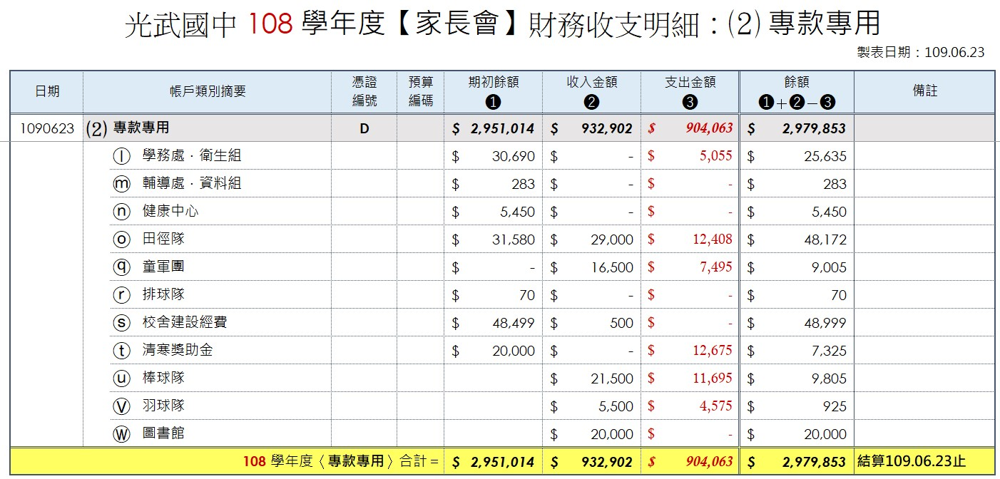 光武國中 108 學年度【家長會】財務收支明細：(2) 專款專用
製表日期：109.06.23
日期 帳戶類別摘要 憑證編號 預算編碼 期初餘額 ❶ 收入金額 ❷ 支出金額 ❸ 餘額 ❶＋❷－❸ 備註
1090623 (2) 專款專用 D $ 2,951,014 $ 932,902 $ 904,063 $ 2,979,853
ⓛ 學務處．衛生組 $ 30,690 $ - $ 5,055 $ 25,635
ⓜ 輔導處．資料組 $ 283 $ - $ - $ 283
ⓝ 健康中心 $ 5,450 $ - $ - $ 5,450
ⓞ 田徑隊 $ 31,580 $ 29,000 $ 12,408 $ 48,172
ⓠ 童軍團 $ - $ 16,500 $ 7,495 $ 9,005
ⓡ 排球隊 $ 70 $ - $ - $ 70
ⓢ 校舍建設經費 $ 48,499 $ 500 $ - $ 48,999
ⓣ 清寒獎助金 $ 20,000 $ - $ 12,675 $ 7,325
ⓤ 棒球隊 $ 21,500 $ 11,695 $ 9,805
Ⓥ 羽球隊 $ 5,500 $ 4,575 $ 925
Ⓦ 圖書館 $ 20,000 $ - $ 20,000
108 學年度〈專款專用〉合計＝ $ 2,951,014 $ 932,902 $ 904,063 $ 2,979,853 結算109.06.23止